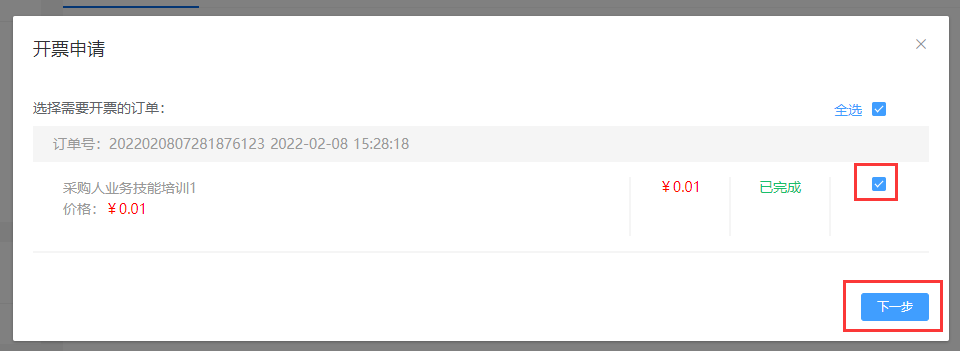 开票申请
选择需要开票的订单：
全选
订单号：2022020807281876123 2022-02-08 15:28:18
采购人业务技能培训1
价格：￥0.01
￥0.01
已完成
下一步